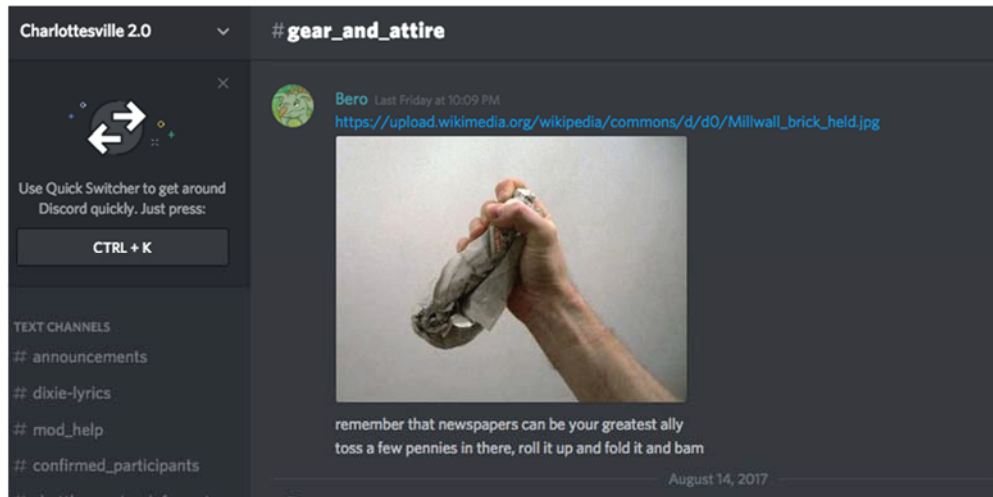 Charlottesville 2.0
#gear_and_attire
Use Quick Switcher to get around
Discord quickly. Just press:
CTRL + K
TEXT CHANNELS
# announcements
# dixie-lyrics
# mod_help
# confirmed_participants
Bero Last Friday at 10:09 PM
https://upload.wikimedia.org/wikipedia/commons/d/d0/Millwall_brick_held.jpg
remember that newspapers can be your greatest ally
toss a few pennies in there, roll it up and fold it and bam
August 14, 2017